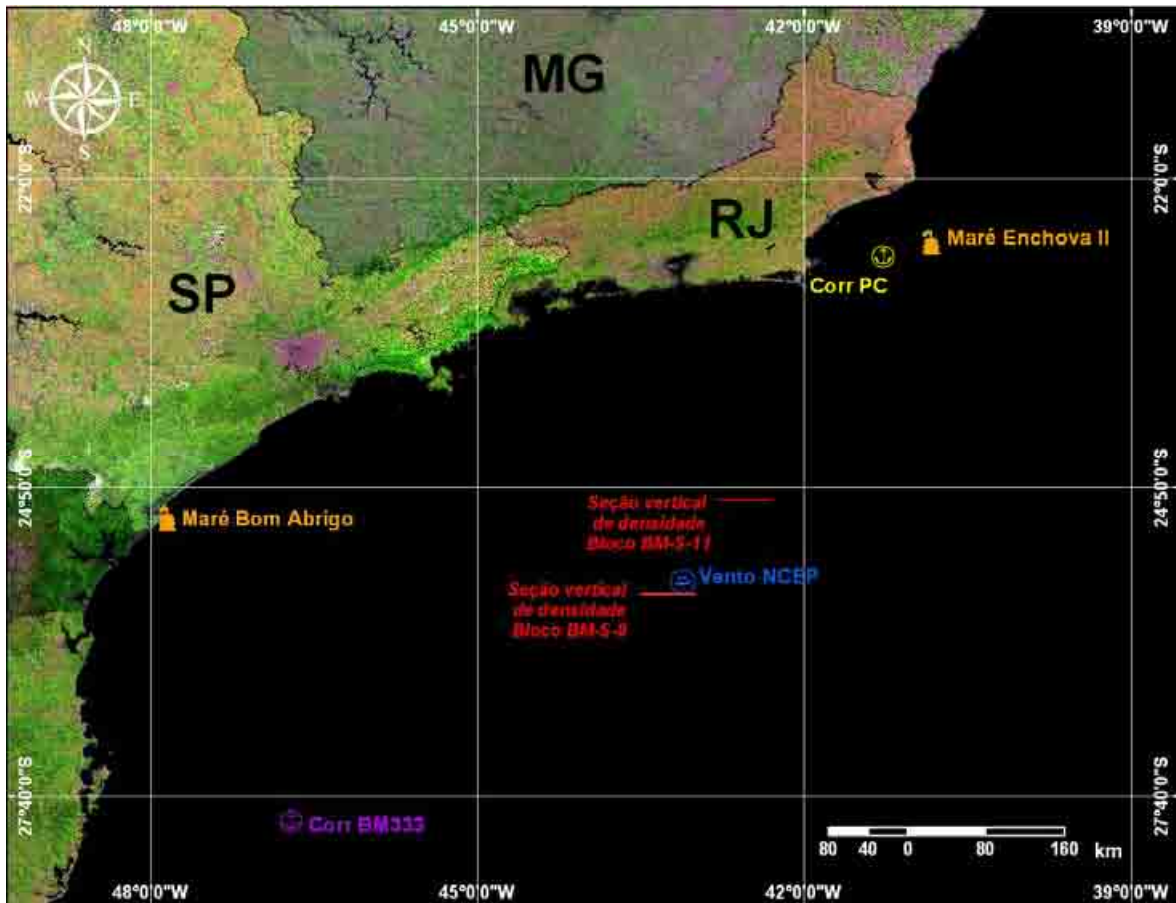 48°0'0"W 45°0'0"W 42°0'0"W 39°0'0"W
N
W E
S
MG
22°0'0"S 22°0'0"S
RJ
Maré Enchova II
Corr PC
SP
24°50'0"S 24°50'0"S
Seção vertical
de densidade
Bloco BM-S-11
Maré Bom Abrigo
Vento NCEP
Seção vertical
de densidade
Bloco BM-S-9
27°40'0"S 27°40'0"S
Corr BM333
80 40 0 80 160 km
48°0'0"W 45°0'0"W 42°0'0"W 39°0'0"W